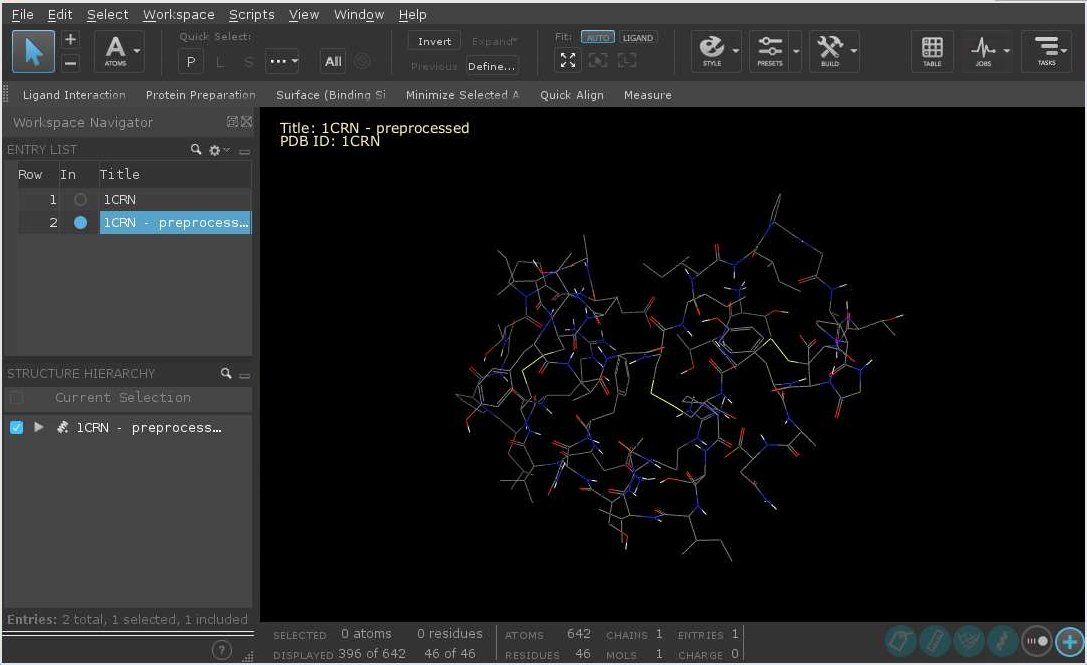 File Edit Select Workspace Scripts View Window Help
Quick Select:
Invert Expand
Fit: AUTO LIGAND
A
ATOMS
P L S ... All
Previous Define...
STYLE PRESETS BUILD TABLE JOBS TASKS
Ligand Interaction Protein Preparation Surface (Binding Si Minimize Selected A Quick Align Measure
Workspace Navigator
ENTRY LIST
Row In Title
1 1CRN
2 1CRN - preprocess...
STRUCTURE HIERARCHY
Current Selection
1CRN - preprocess...
Entries: 2 total, 1 selected, 1 included
?
Title: 1CRN - preprocessed
PDB ID: 1CRN
SELECTED 0 atoms 0 residues ATOMS 642 CHAINS 1 ENTRIES 1
DISPLAYED 396 of 642 46 of 46 RESIDUES 46 MOLS 1 CHARGE 0